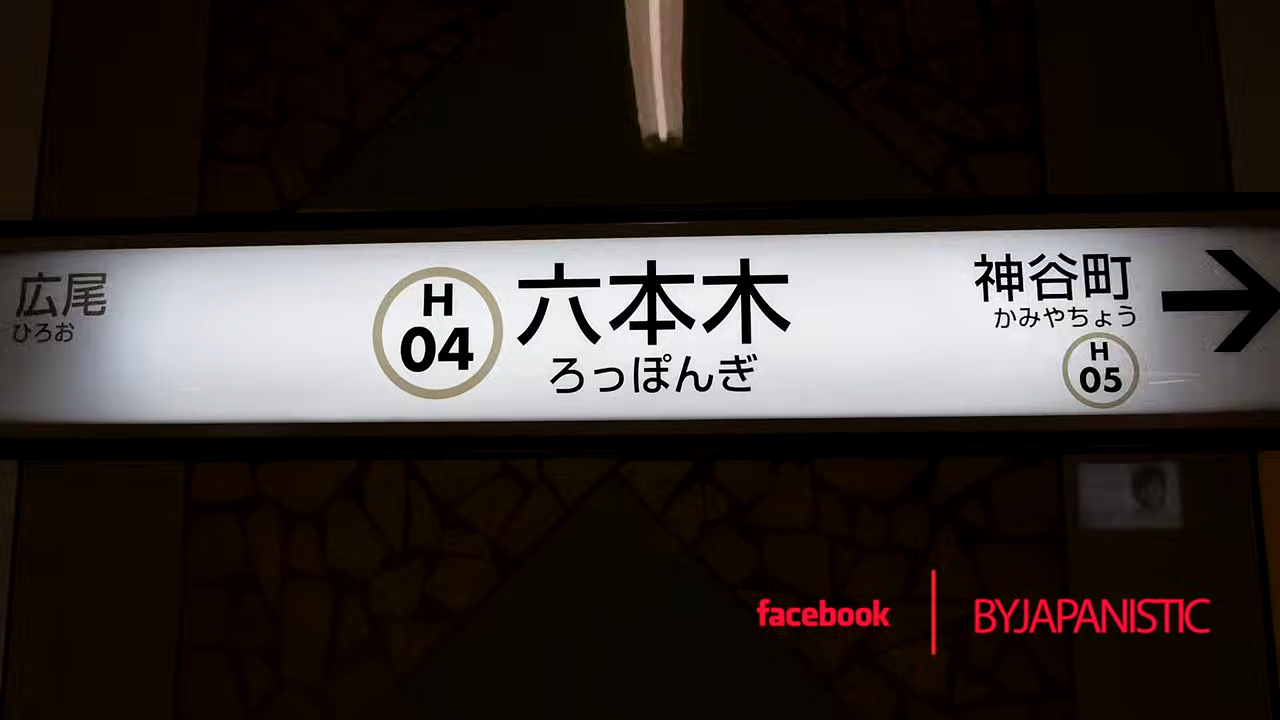 広尾
ひろお
H
04
六本木
ろっぽんぎ
神谷町
かみやちょう
H
05
facebook
BYJAPANISTIC